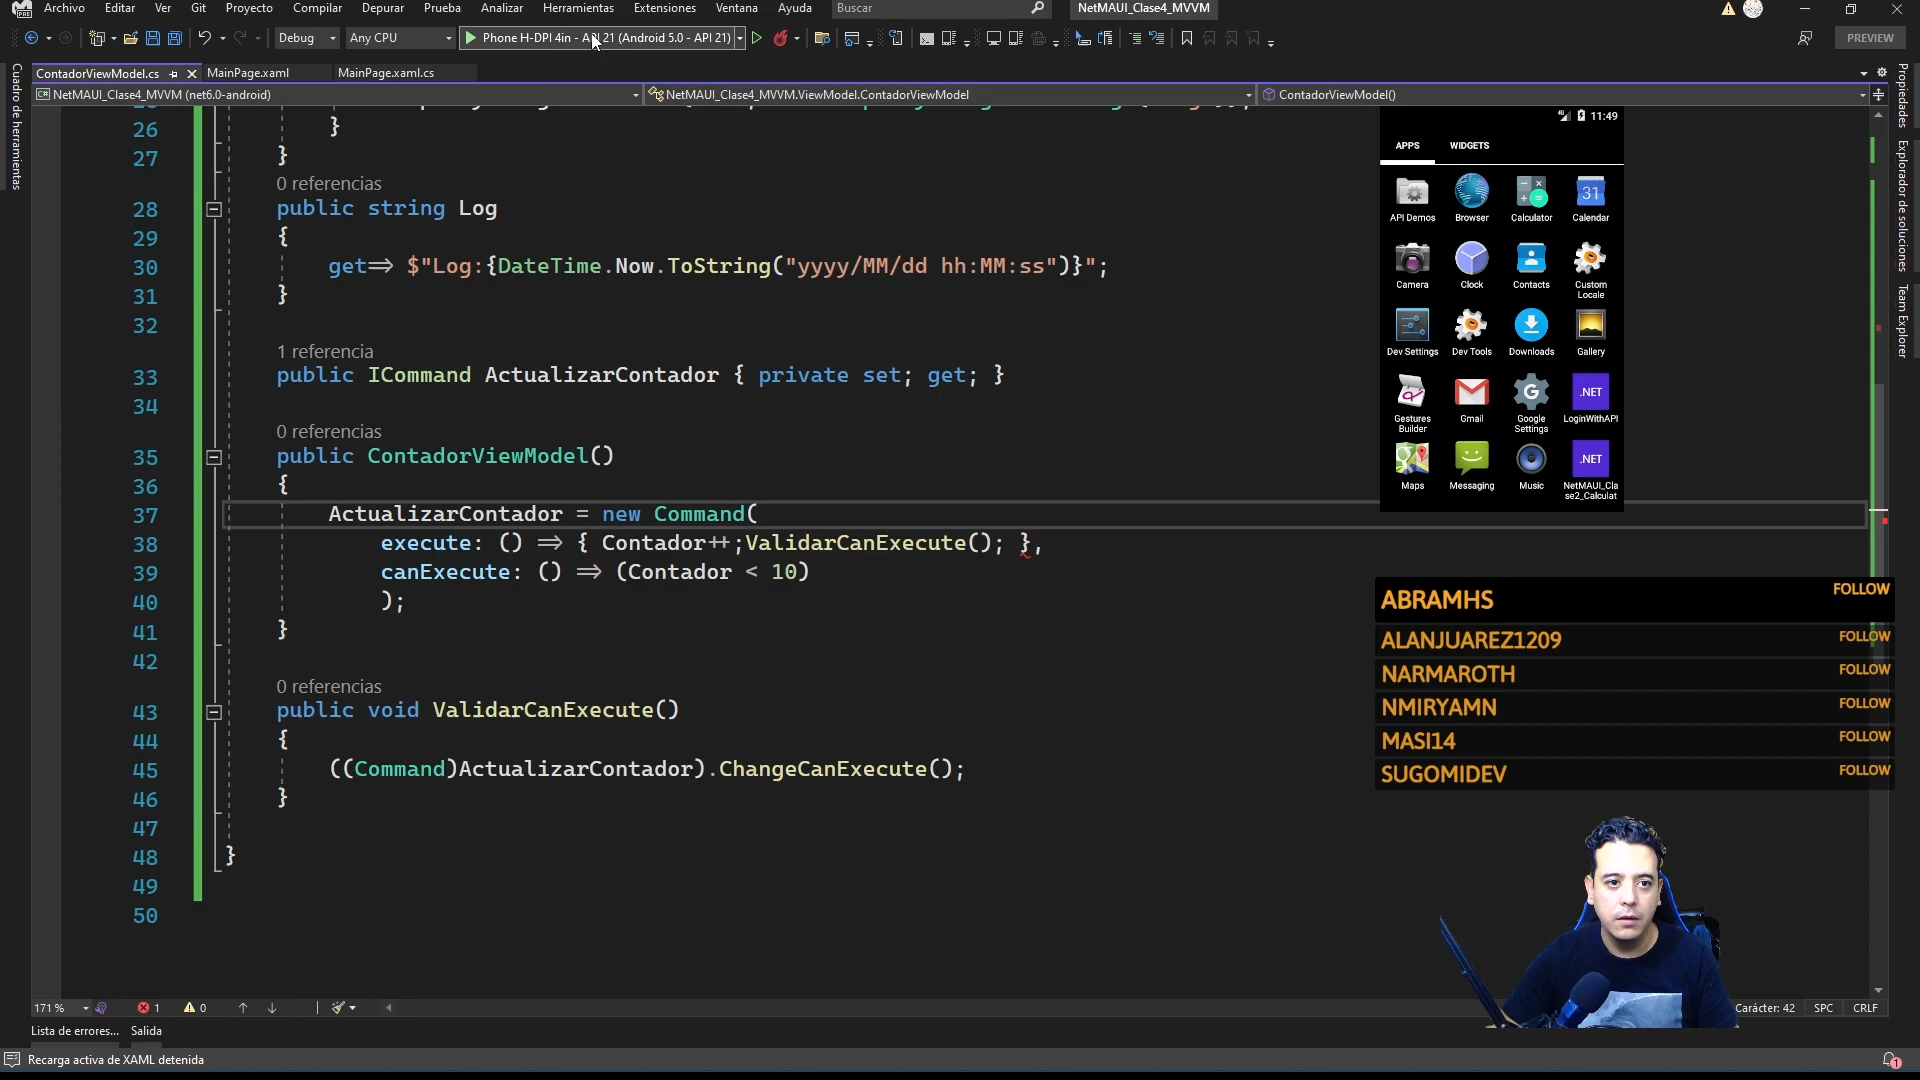 Archivo Editar Ver Git Proyecto Compilar Depurar Prueba Analizar Herramientas Extensiones Ventana Ayuda Buscar NetMAUI_Clase4_MVVM
Debug Any CPU Phone H-DPI 4in - API 21 (Android 5.0 - API 21) PREVIEW
ContadorViewModel.cs MainPage.xaml MainPage.xaml.cs
NetMAUI_Clase4_MVVM (net6.0-android) NetMAUI_Clase4_MVVM.ViewModel.ContadorViewModel ContadorViewModel()
Cuadro de herramientas
Propiedades
Explorador de soluciones
Team Explorer
26 }
27 }
0 referencias
28 public string Log
29 {
30 get=> $"Log:{DateTime.Now.ToString("yyyy/MM/dd hh:MM:ss")}";
31 }
32
1 referencia
33 public ICommand ActualizarContador { private set; get; }
34
0 referencias
35 public ContadorViewModel()
36 {
37 ActualizarContador = new Command(
38 execute: () => { Contador++;ValidarCanExecute(); },
39 canExecute: () => (Contador < 10)
40 );
41 }
42
0 referencias
43 public void ValidarCanExecute()
44 {
45 ((Command)ActualizarContador).ChangeCanExecute();
46 }
47
48 }
49
50
11:49
APPS WIDGETS
31
API Demos Browser Calculator Calendar
Camera Clock Contacts Custom Locale
Dev Settings Dev Tools Downloads Gallery
.NET
Gestures Builder Gmail Google Settings LoginWithAPI
.NET
Maps Messaging Music NetMAUI_Cla
se2_Calculat
ABRAMHS FOLLOW
ALANJUAREZ1209 FOLLOW
NARMAROTH FOLLOW
NMIRYAMN FOLLOW
MASI14 FOLLOW
SUGOMIDEV FOLLOW
171 % 1 0 Carácter: 42 SPC CRLF
Lista de errores... Salida
Recarga activa de XAML detenida 1